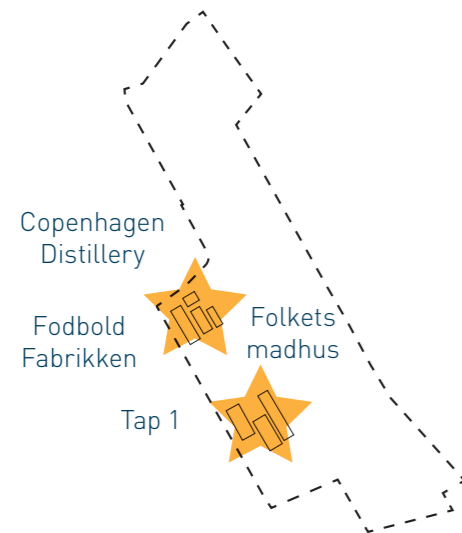 Copenhagen
Distillery
Fodbold
Fabrikken
Folkets
madhus
Tap 1